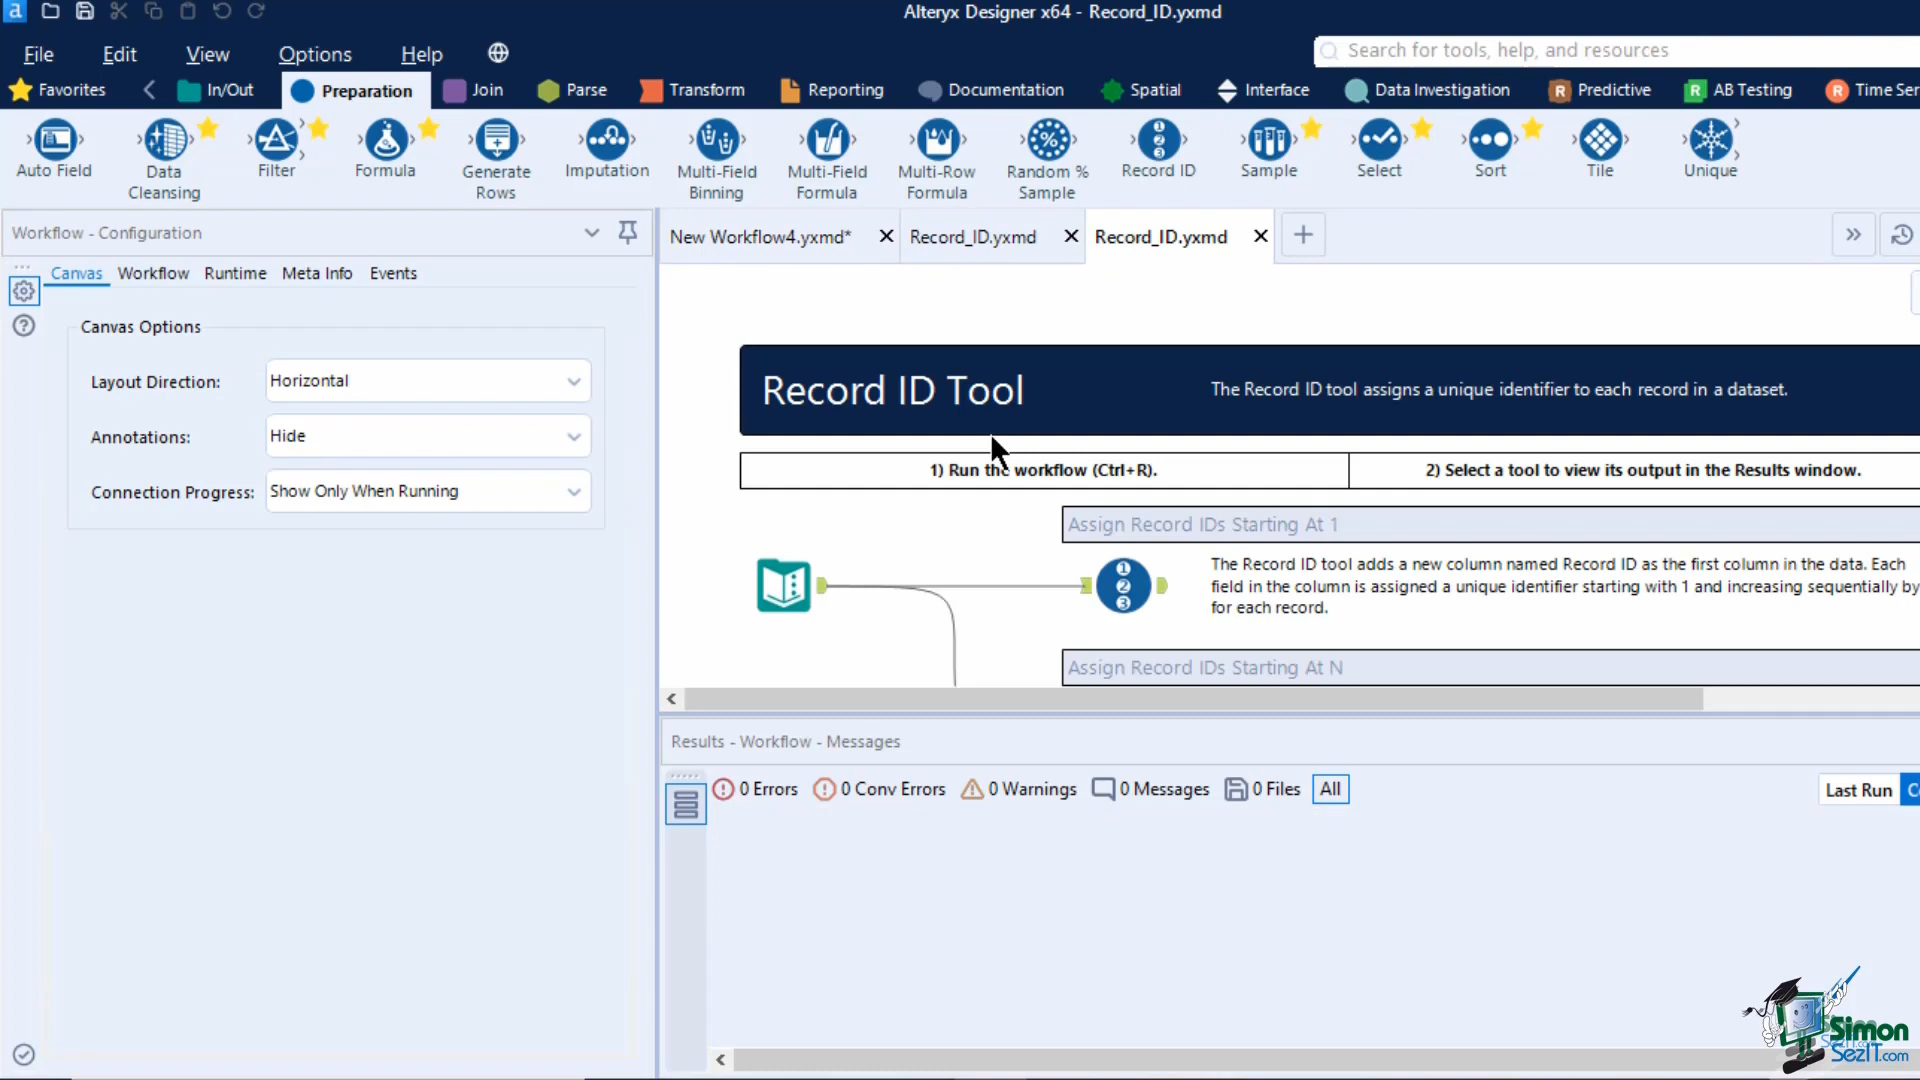 Alteryx Designer x64 - Record_ID.yxmd
File Edit View Options Help
Search for tools, help, and resources
Favorites In/Out Preparation Join Parse Transform Reporting Documentation Spatial Interface Data Investigation Predictive AB Testing Time Ser
Auto Field Data Cleansing Filter Formula Generate Rows Imputation Multi-Field Binning Multi-Field Formula Multi-Row Formula Random % Sample Record ID Sample Select Sort Tile Unique
Workflow - Configuration
New Workflow4.yxmd* Record_ID.yxmd Record_ID.yxmd
Canvas Workflow Runtime Meta Info Events
Canvas Options
Layout Direction: Horizontal
Annotations: Hide
Connection Progress: Show Only When Running
Record ID Tool
The Record ID tool assigns a unique identifier to each record in a dataset.
1) Run the workflow (Ctrl+R).
2) Select a tool to view its output in the Results window.
Assign Record IDs Starting At 1
The Record ID tool adds a new column named Record ID as the first column in the data. Each
field in the column is assigned a unique identifier starting with 1 and increasing sequentially by
for each record.
Assign Record IDs Starting At N
Results - Workflow - Messages
0 Errors 0 Conv Errors 0 Warnings 0 Messages 0 Files All
Last Run
Simon
SezIT.com